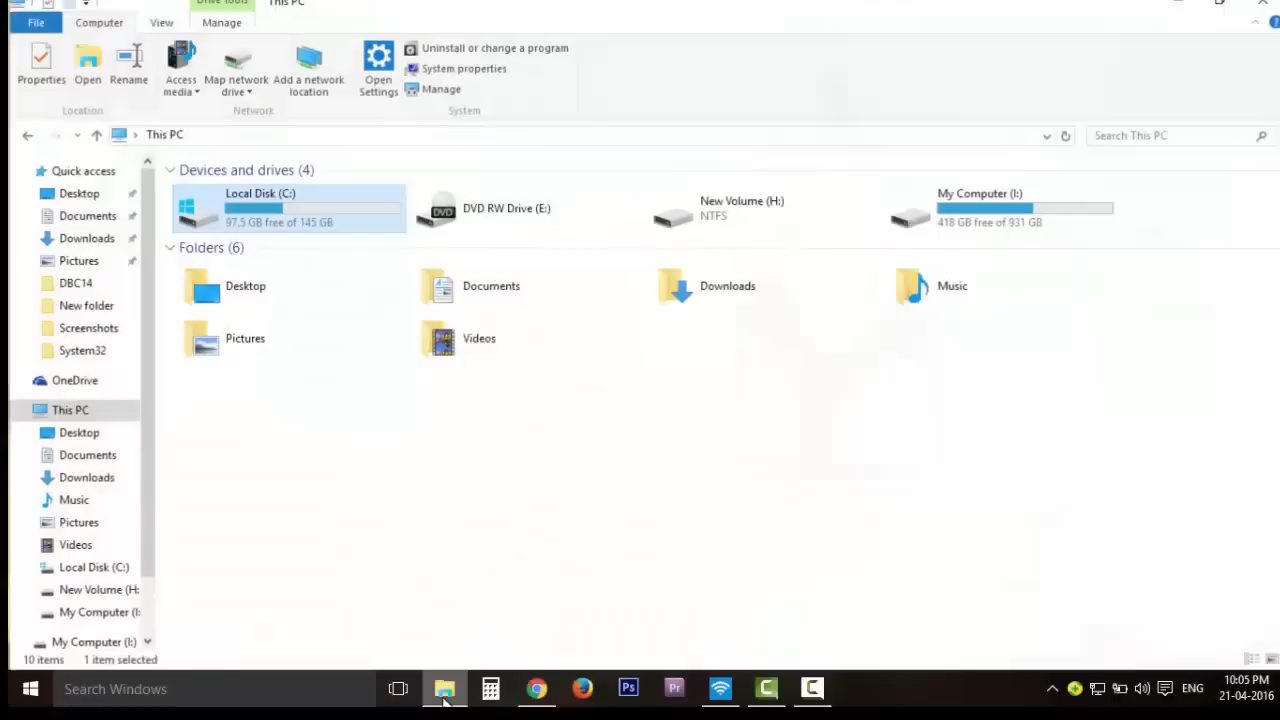 Drive Tools This PC
File Computer View Manage
Properties Open Rename Access media Map network drive Add a network location Open Settings
Uninstall or change a program
System properties
Manage
Location Network System
This PC Search This PC
Quick access
Desktop
Documents
Downloads
Pictures
DBC14
New folder
Screenshots
System32
OneDrive
This PC
Desktop
Documents
Downloads
Music
Pictures
Videos
Local Disk (C:)
New Volume (H:
My Computer (I:
My Computer (I:)
Devices and drives (4)
Local Disk (C:)
97.5 GB free of 145 GB
DVD RW Drive (E:)
New Volume (H:)
NTFS
My Computer (I:)
418 GB free of 931 GB
Folders (6)
Desktop Documents Downloads Music
Pictures Videos
10 items 1 item selected
Search Windows
Ps Pr
ENG
10:05 PM
21-04-2016